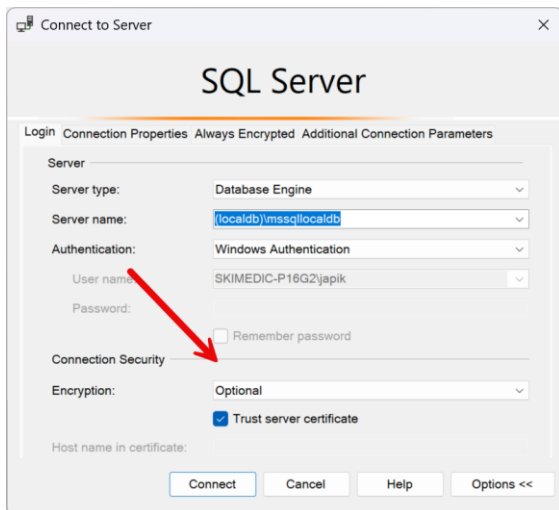 Connect to Server
SQL Server
Login Connection Properties Always Encrypted Additional Connection Parameters
Server
Server type: Database Engine
Server name: (localdb)\mssqllocaldb
Authentication: Windows Authentication
User name: SKIMEDIC-P16G2\japik
Password:
Remember password
Connection Security
Encryption: Optional
Trust server certificate
Host name in certificate:
Connect Cancel Help Options <<